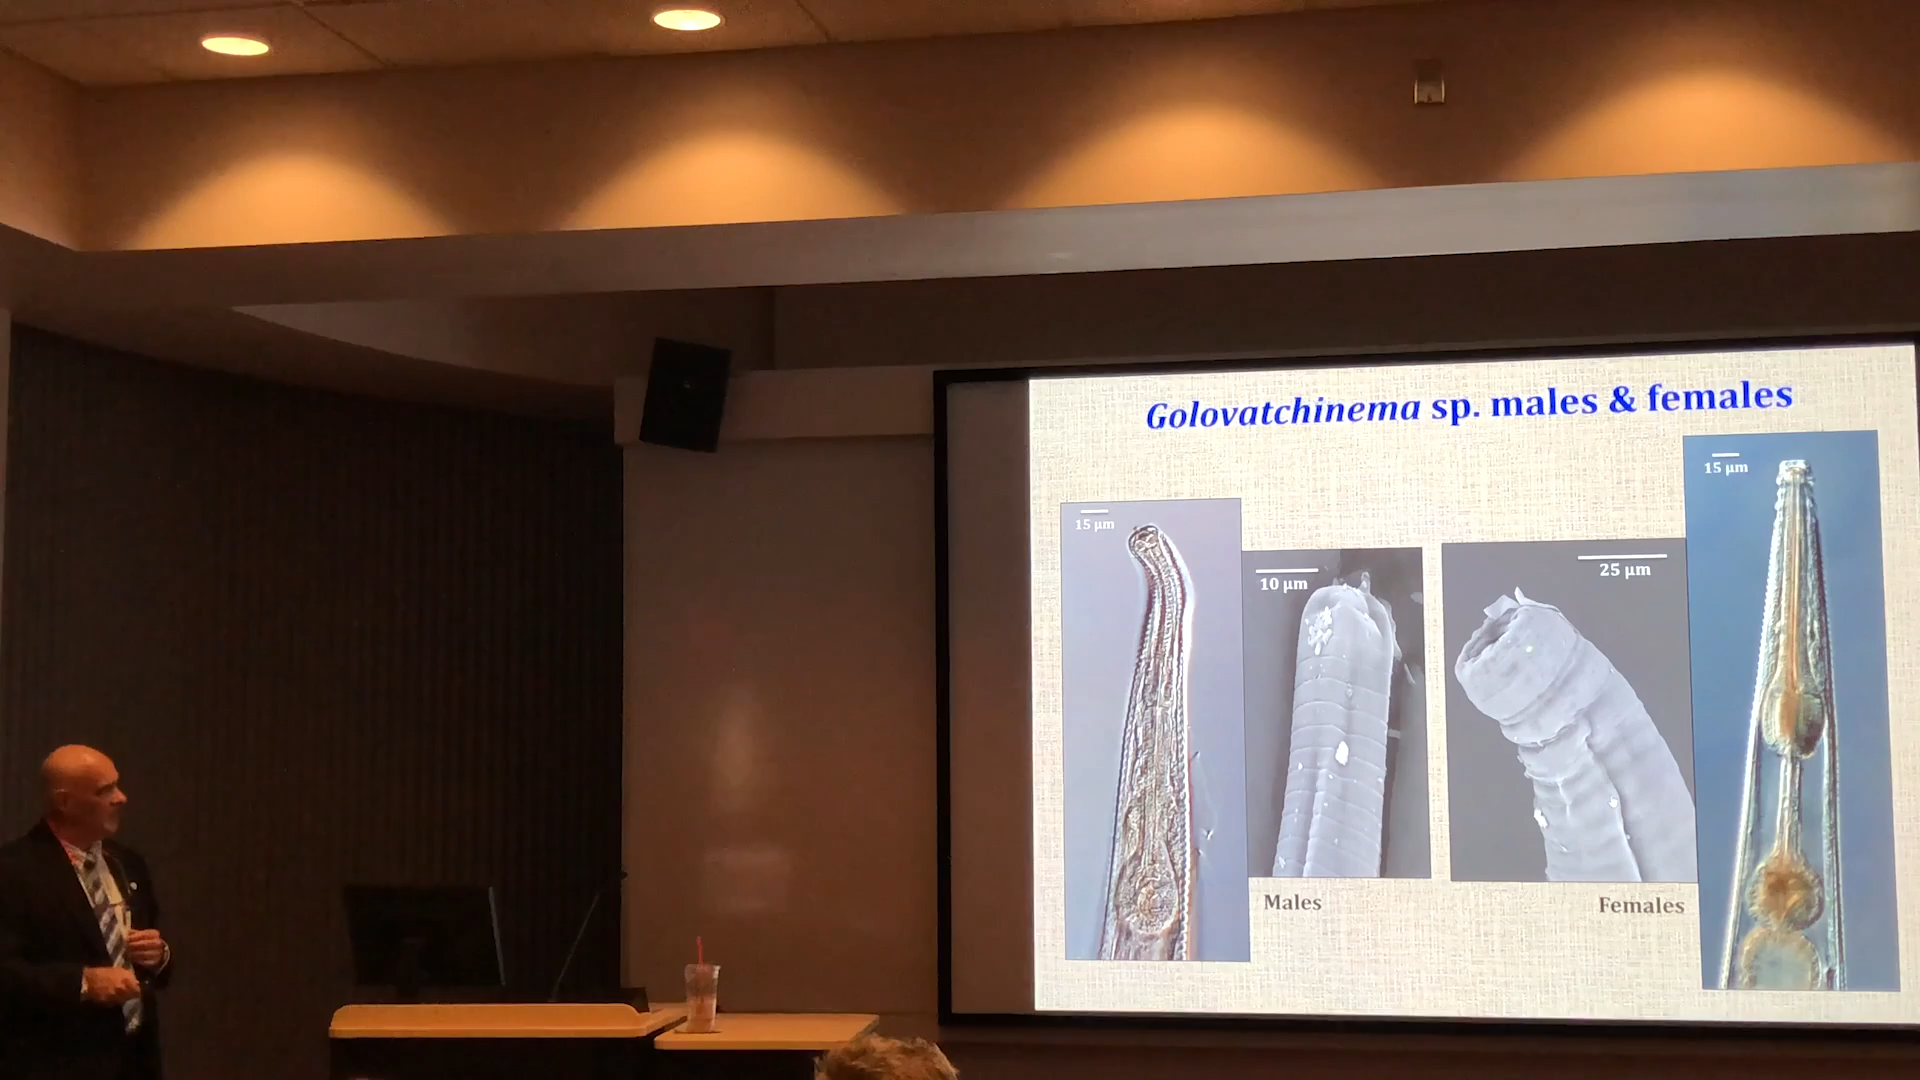 Golovatchinema sp. males & females
15 µm
10 µm
25 µm
15 µm
Males
Females